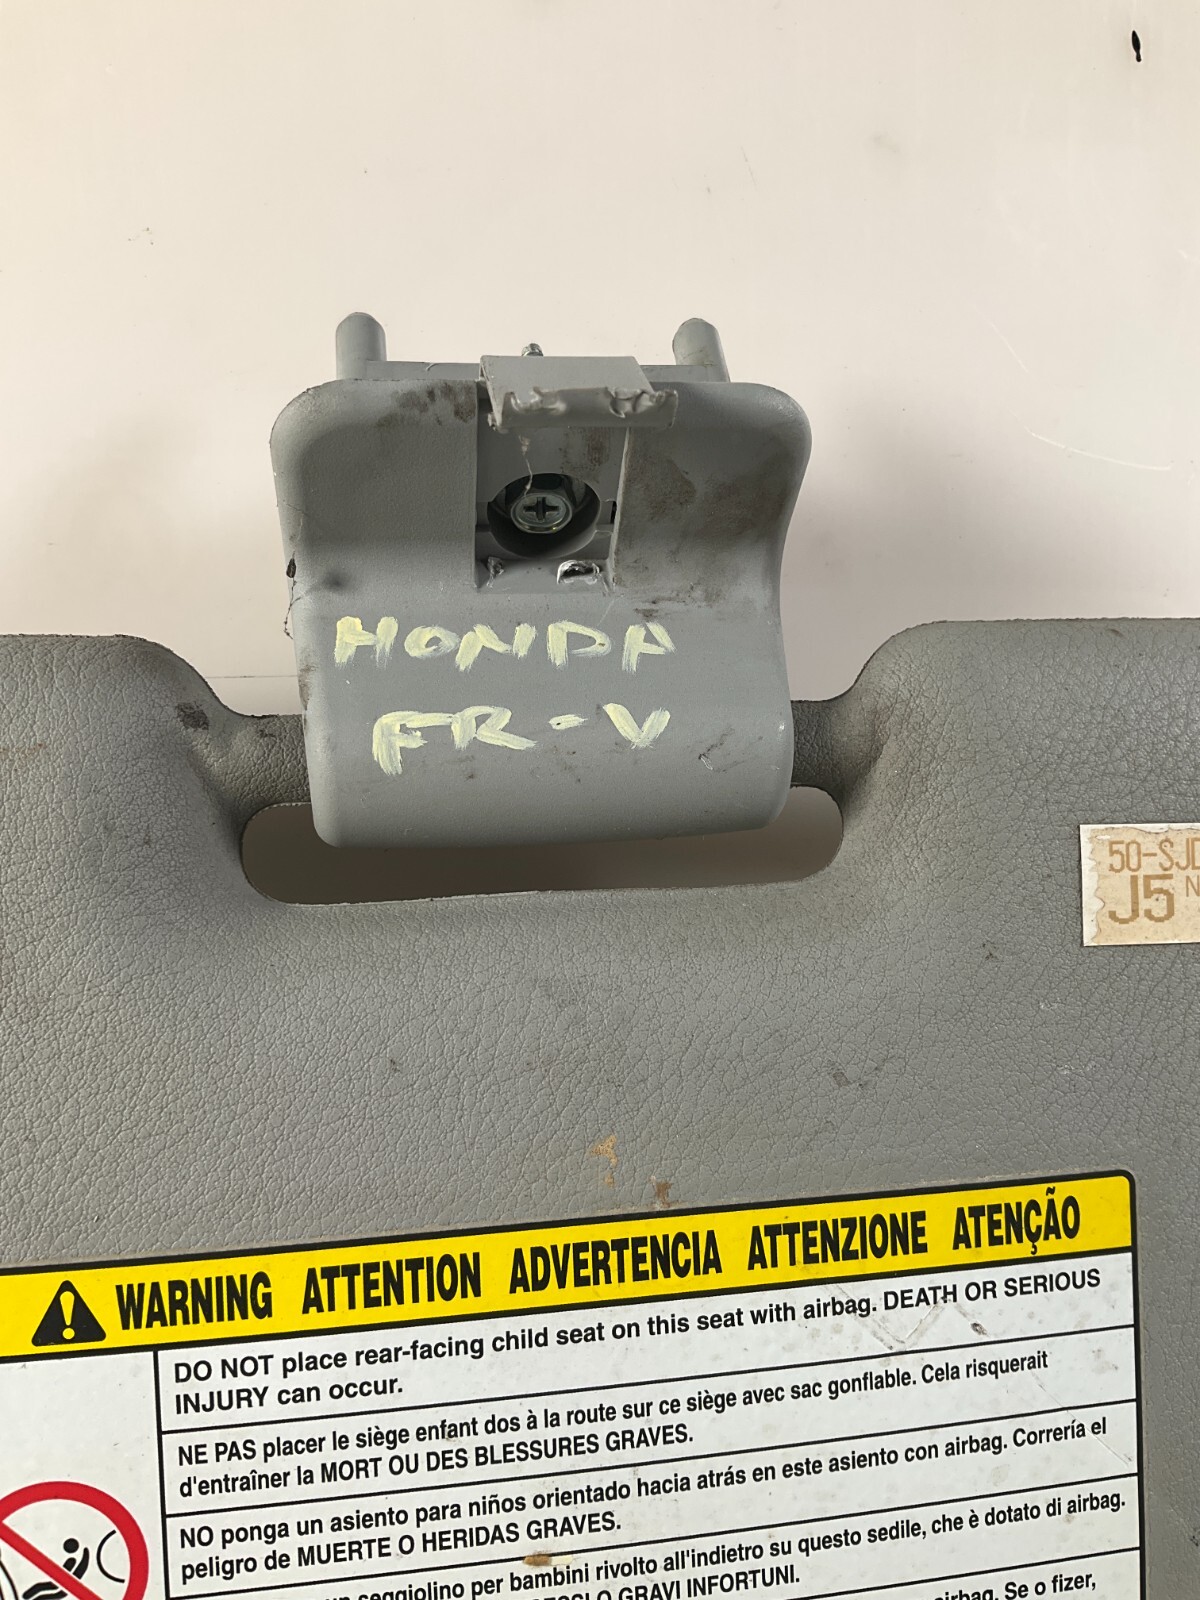 HONDA
FR-V
50-SJD
J5 N
WARNING ATTENTION ADVERTENCIA ATTENZIONE ATENÇÃO
DO NOT place rear-facing child seat on this seat with airbag. DEATH OR SERIOUS
INJURY can occur.
NE PAS placer le siège enfant dos à la route sur ce siège avec sac gonflable. Cela risquerait
d'entraîner la MORT OU DES BLESSURES GRAVES.
NO ponga un asiento para niños orientado hacia atrás en este asiento con airbag. Correría el
peligro de MUERTE O HERIDAS GRAVES.
seggiolino per bambini rivolto all'indietro su questo sedile, che è dotato di airbag.
O GRAVI INFORTUNI.
airbag. Se o fizer,